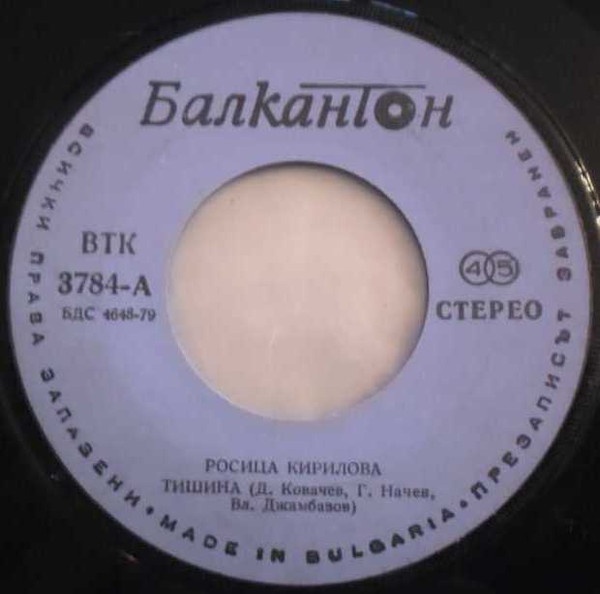 Балкантон
ВТК
3784-А
БДС 4648-79
45
СТЕРЕО
РОСИЦА КИРИЛОВА
ТИШИНА (Д. Ковачев, Г. Начев,
Вл. Джамбазов)
ВСИЧКИ ПРАВА ЗАПАЗЕНИ • MADE IN BULGARIA • ПРЕЗАПИСЪТ ЗАБРАНЕН